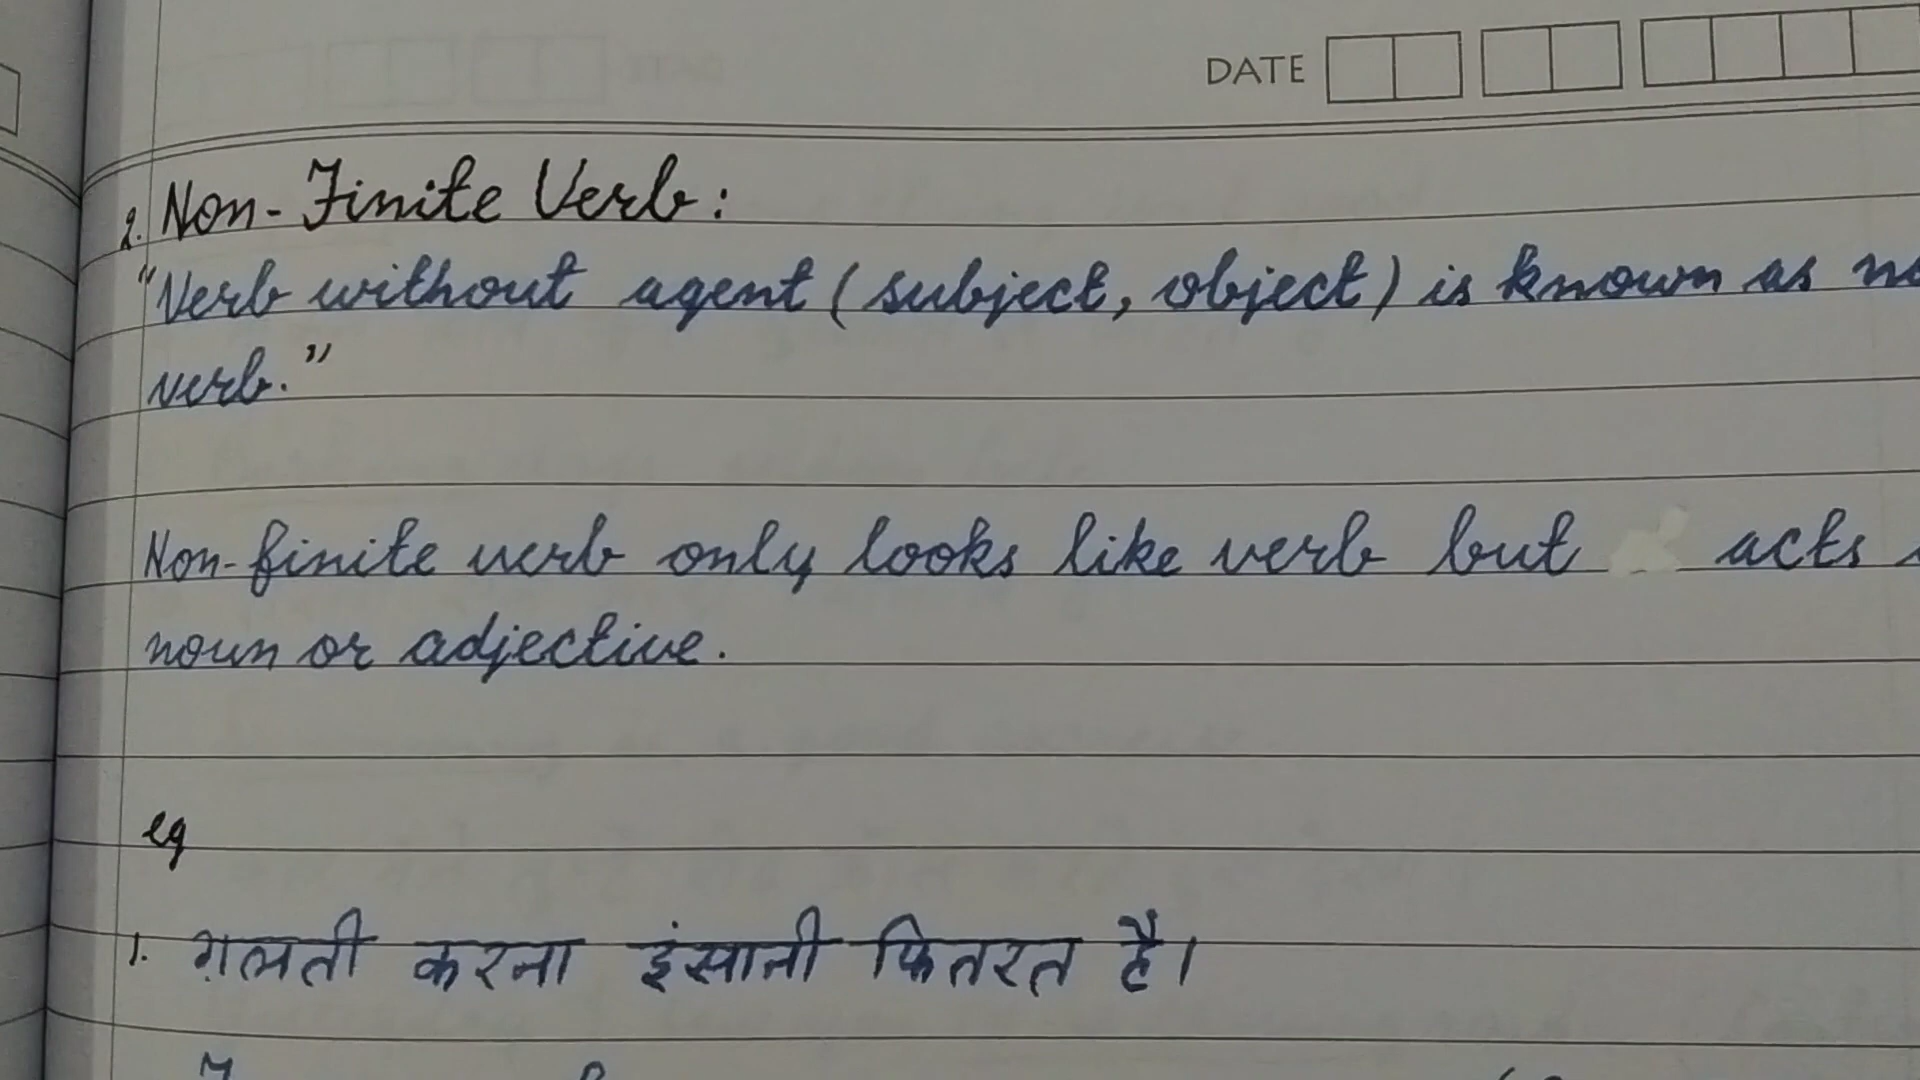 DATE
2. Non-Finite Verb:
"Verb without agent (subject, object) is known as
verb."
Non-finite verb only looks like verb but acts
noun or adjective.
eg
1. ग़लती करना इंसानी फितरत है।